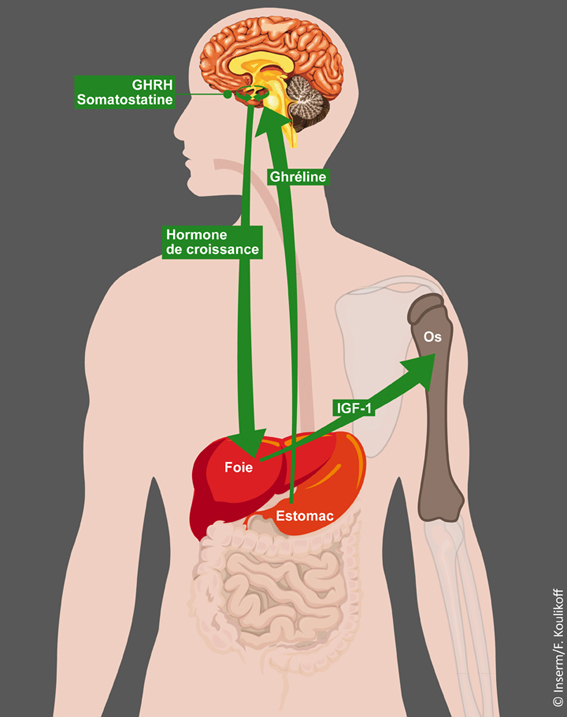 GHRH
Somatostatine
Ghréline
Hormone
de croissance
Os
IGF-1
Foie
Estomac
© Inserm/F. Koulikoff